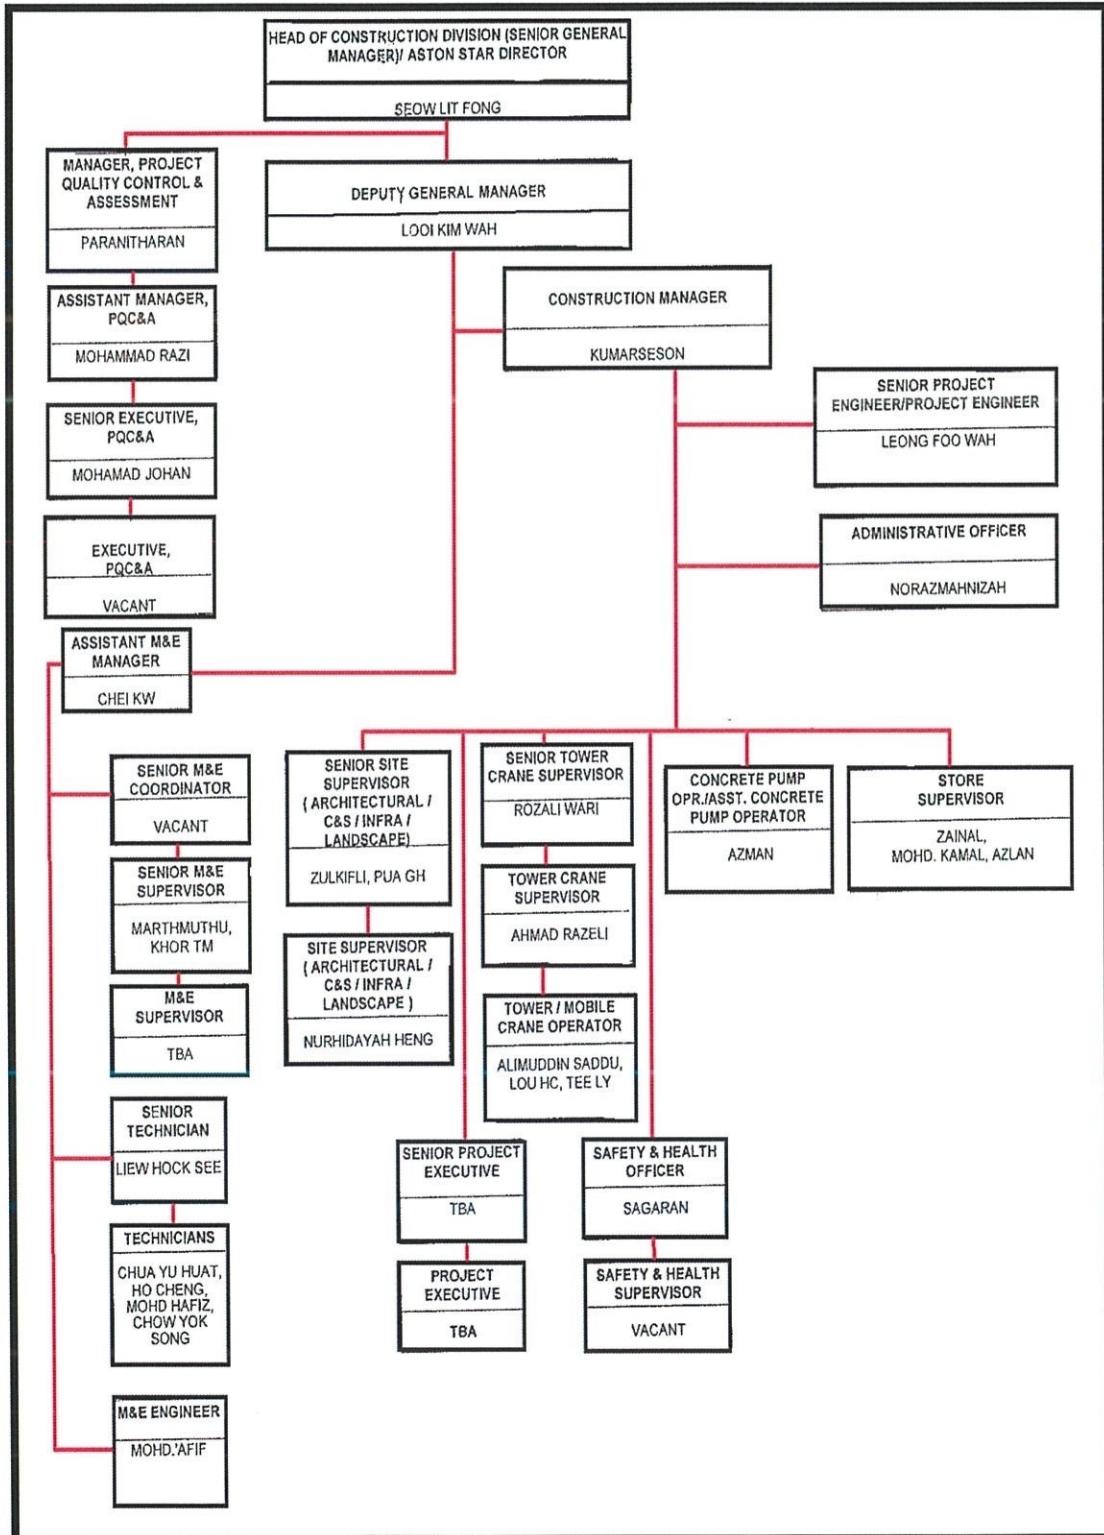 HEAD OF CONSTRUCTION DIVISION (SENIOR GENERAL
MANAGER)/ ASTON STAR DIRECTOR
SEOW LIT FONG
MANAGER, PROJECT
QUALITY CONTROL &
ASSESSMENT
PARANITHARAN
DEPUTY GENERAL MANAGER
LOOI KIM WAH
ASSISTANT MANAGER,
PQC&A
MOHAMMAD RAZI
CONSTRUCTION MANAGER
KUMARSESON
SENIOR EXECUTIVE,
PQC&A
MOHAMAD JOHAN
SENIOR PROJECT
ENGINEER/PROJECT ENGINEER
LEONG FOO WAH
EXECUTIVE,
PQC&A
VACANT
ADMINISTRATIVE OFFICER
NORAZMAHNIZAH
ASSISTANT M&E
MANAGER
CHEI KW
SENIOR M&E
COORDINATOR
VACANT
SENIOR M&E
SUPERVISOR
MARTHMUTHU,
KHOR TM
M&E
SUPERVISOR
TBA
SENIOR
TECHNICIAN
LIEW HOCK SEE
TECHNICIANS
CHUA YU HUAT,
HO CHENG,
MOHD HAFIZ,
CHOW YOK
SONG
M&E ENGINEER
MOHD.'AFIF
SENIOR SITE
SUPERVISOR
( ARCHITECTURAL /
C&S / INFRA /
LANDSCAPE)
ZULKIFLI, PUA GH
SITE SUPERVISOR
( ARCHITECTURAL /
C&S / INFRA /
LANDSCAPE )
NURHIDAYAH HENG
SENIOR TOWER
CRANE SUPERVISOR
ROZALI WARI
TOWER CRANE
SUPERVISOR
AHMAD RAZELI
TOWER / MOBILE
CRANE OPERATOR
ALIMUDDIN SADDU,
LOU HC, TEE LY
CONCRETE PUMP
OPR./ASST. CONCRETE
PUMP OPERATOR
AZMAN
STORE
SUPERVISOR
ZAINAL,
MOHD. KAMAL, AZLAN
SENIOR PROJECT
EXECUTIVE
TBA
PROJECT
EXECUTIVE
TBA
SAFETY & HEALTH
OFFICER
SAGARAN
SAFETY & HEALTH
SUPERVISOR
VACANT